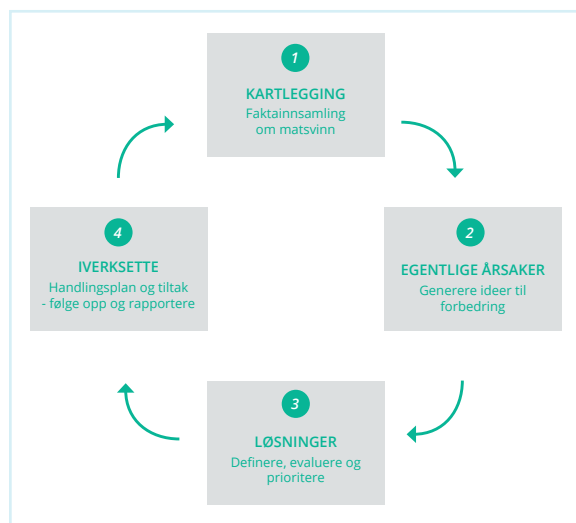 1
KARTLEGGING
Faktainnsamling
om matsvinn
2
EGENTLIGE ÅRSAKER
Generere ideer til
forbedring
3
LØSNINGER
Definere, evaluere og
prioritere
4
IVERKSETTE
Handlingsplan og tiltak
- følge opp og rapportere